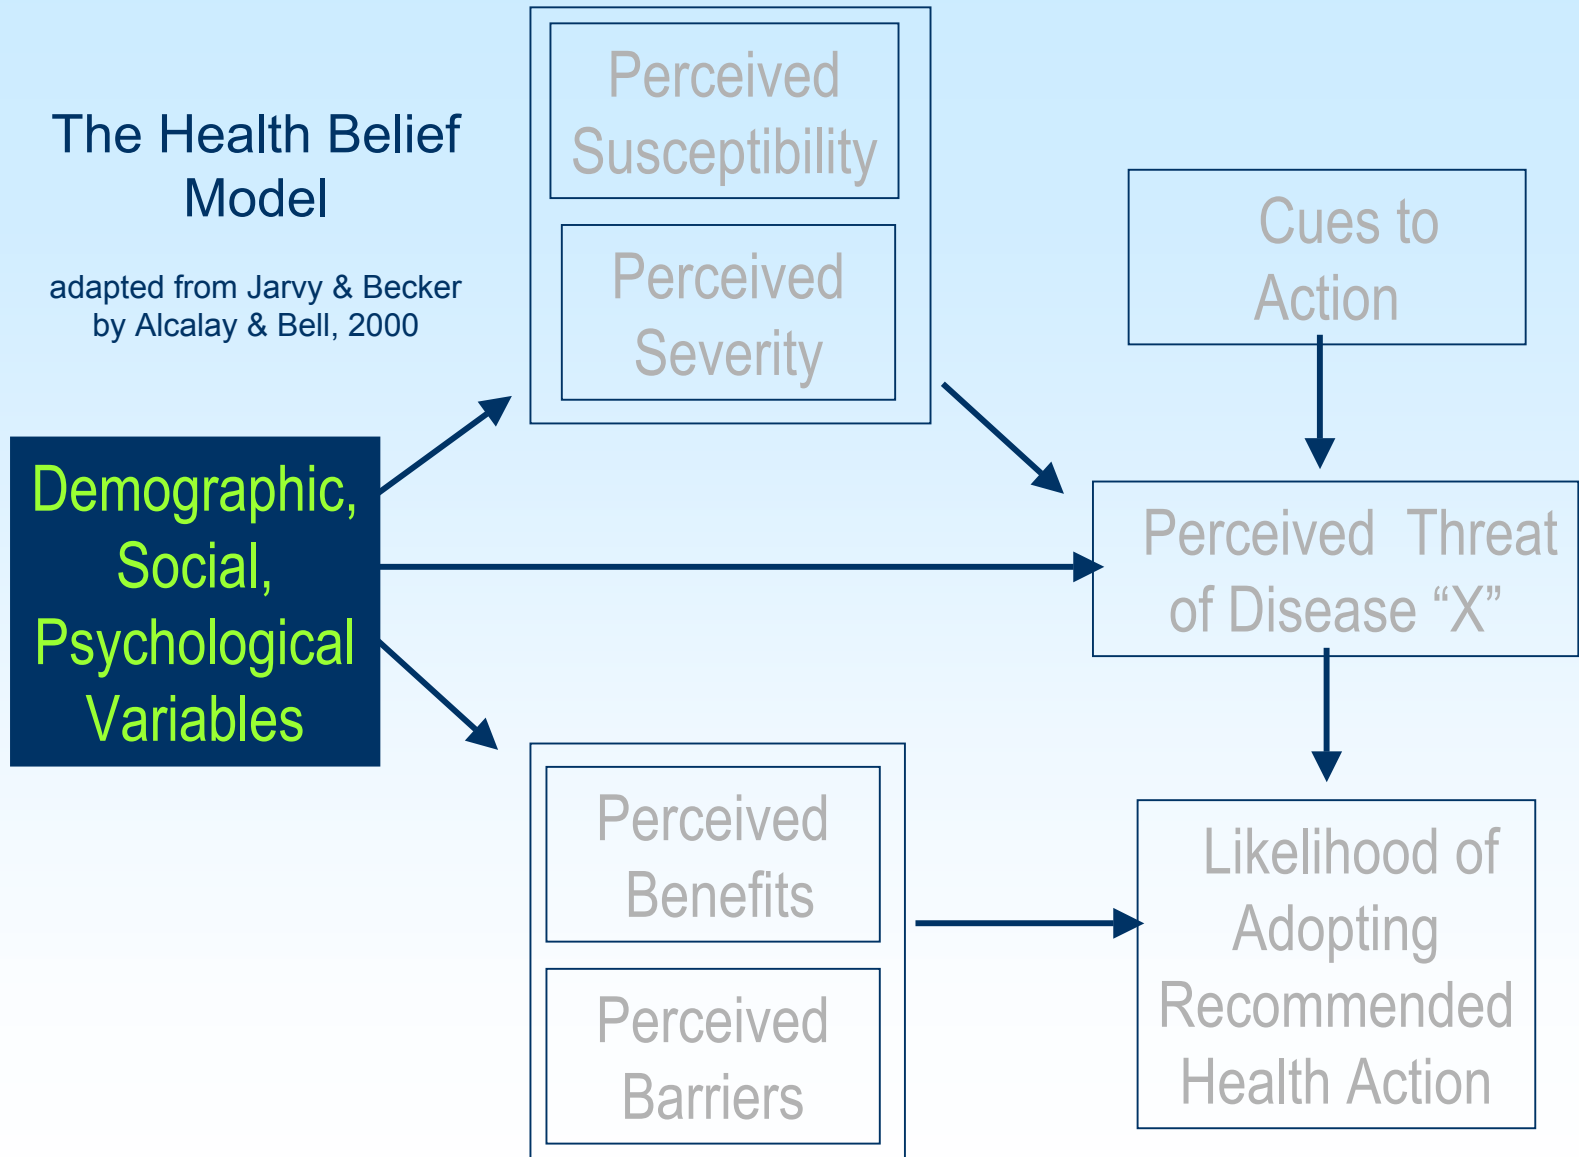 The Health Belief
Model
adapted from Jarvy & Becker
by Alcalay & Bell, 2000
Perceived
Susceptibility
Perceived
Severity
Cues to
Action
Demographic,
Social,
Psychological
Variables
Perceived Threat
of Disease “X”
Perceived
Benefits
Perceived
Barriers
Likelihood of
Adopting
Recommended
Health Action